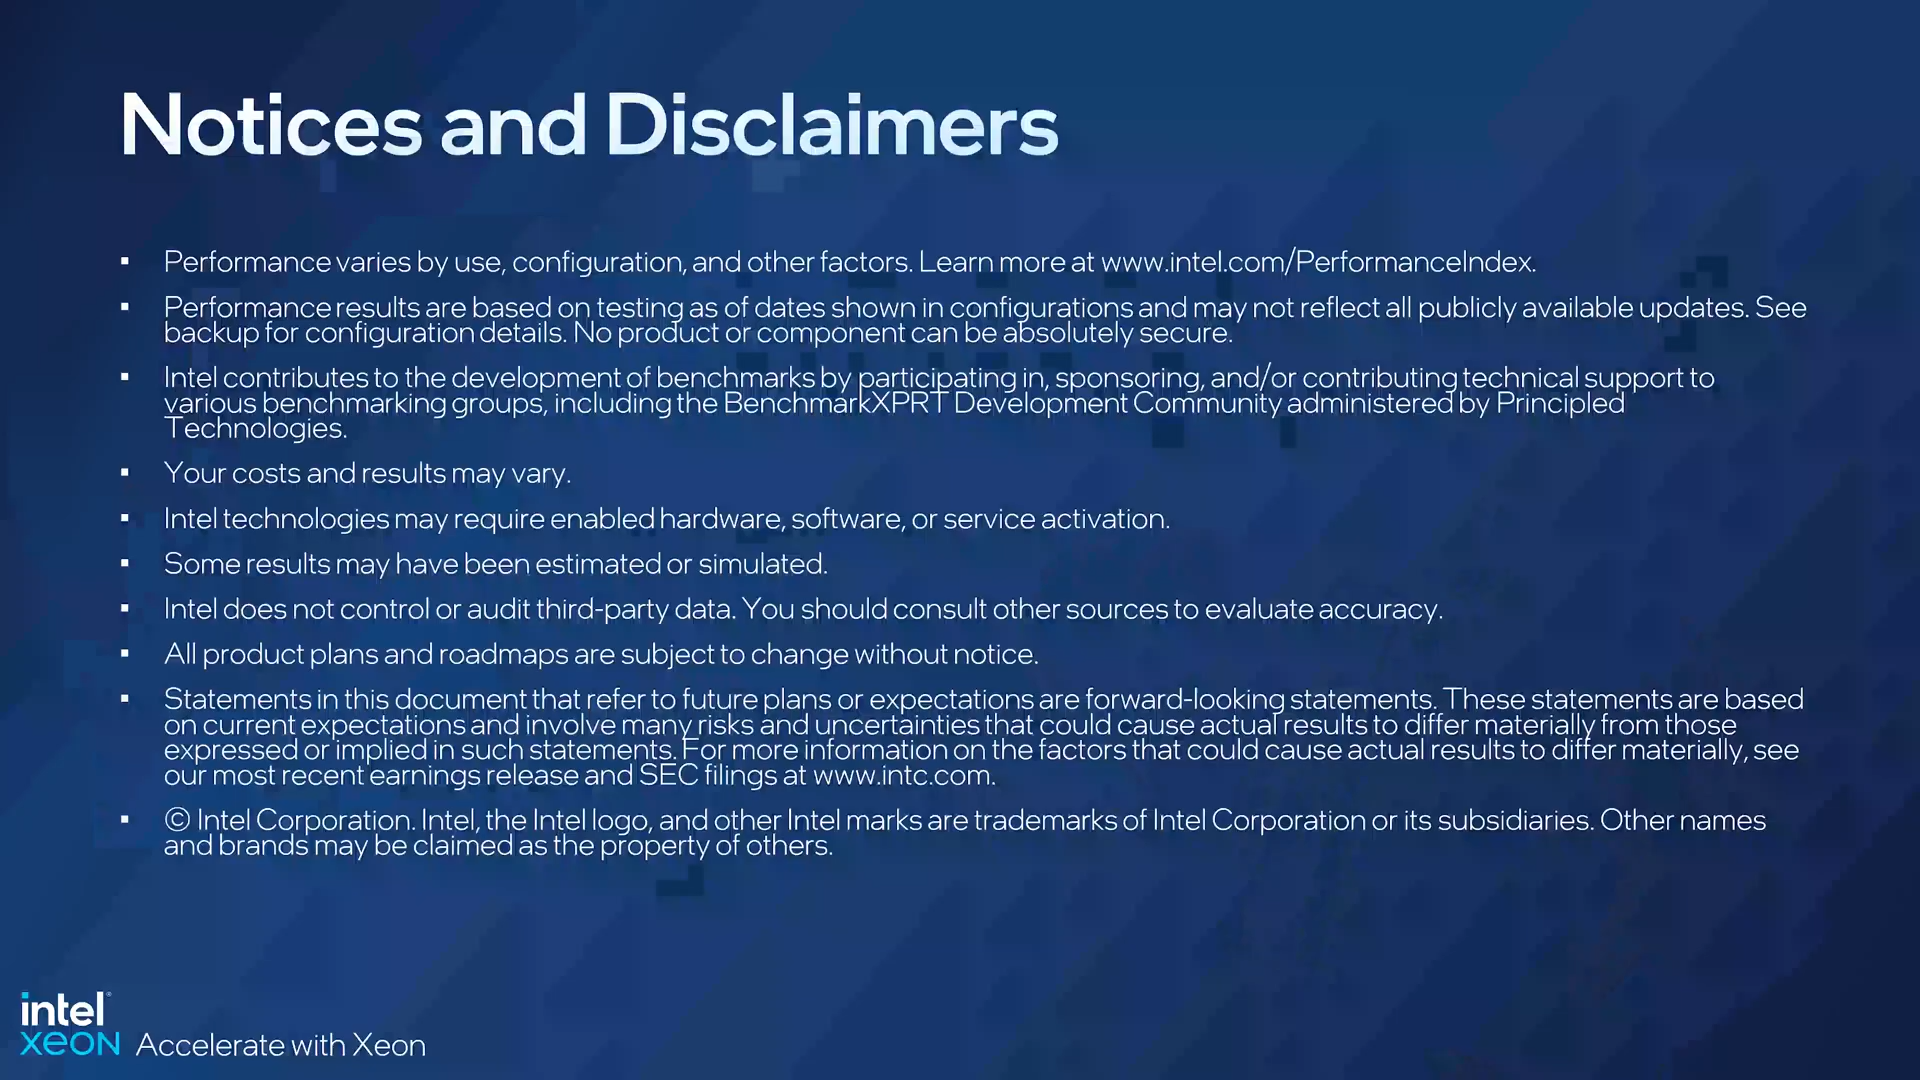 Notices and Disclaimers
▪ Performance varies by use, configuration, and other factors. Learn more at www.intel.com/PerformanceIndex.
▪ Performance results are based on testing as of dates shown in configurations and may not reflect all publicly available updates. See
backup for configuration details. No product or component can be absolutely secure.
▪ Intel contributes to the development of benchmarks by participating in, sponsoring, and/or contributing technical support to
various benchmarking groups, including the BenchmarkXPRT Development Community administered by Principled
Technologies.
▪ Your costs and results may vary.
▪ Intel technologies may require enabled hardware, software, or service activation.
▪ Some results may have been estimated or simulated.
▪ Intel does not control or audit third-party data. You should consult other sources to evaluate accuracy.
▪ All product plans and roadmaps are subject to change without notice.
▪ Statements in this document that refer to future plans or expectations are forward-looking statements. These statements are based
on current expectations and involve many risks and uncertainties that could cause actual results to differ materially from those
expressed or implied in such statements. For more information on the factors that could cause actual results to differ materially, see
our most recent earnings release and SEC filings at www.intc.com.
▪ © Intel Corporation. Intel, the Intel logo, and other Intel marks are trademarks of Intel Corporation or its subsidiaries. Other names
and brands may be claimed as the property of others.
intel®
xeon Accelerate with Xeon